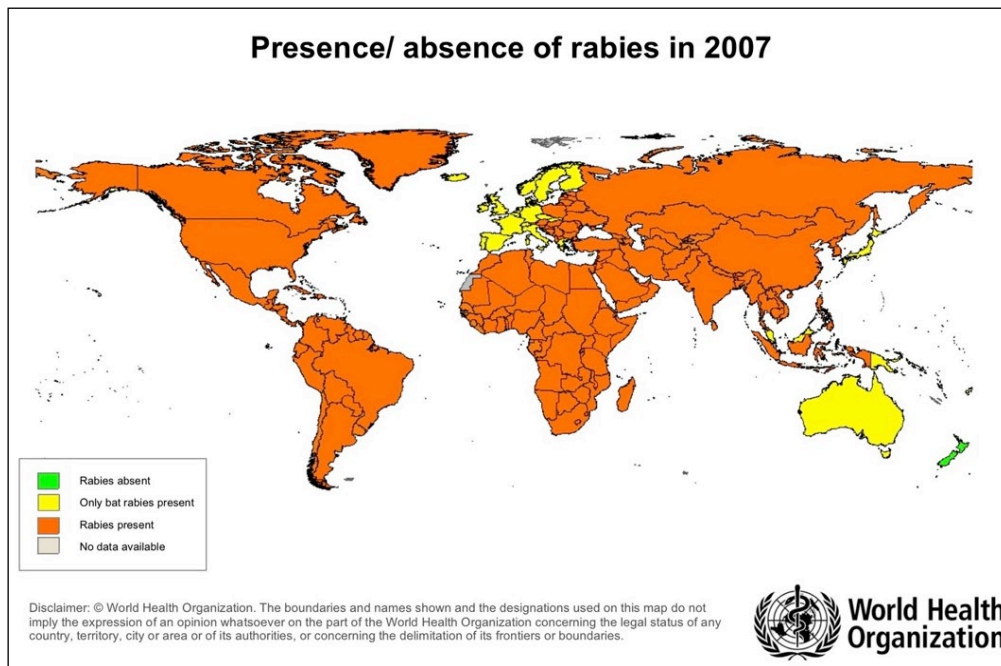 Presence/ absence of rabies in 2007
Rabies absent
Only bat rabies present
Rabies present
No data available
Disclaimer: © World Health Organization. The boundaries and names shown and the designations used on this map do not
imply the expression of an opinion whatsoever on the part of the World Health Organization concerning the legal status of any
country, territory, city or area or of its authorities, or concerning the delimitation of its frontiers or boundaries.
World Health
Organization